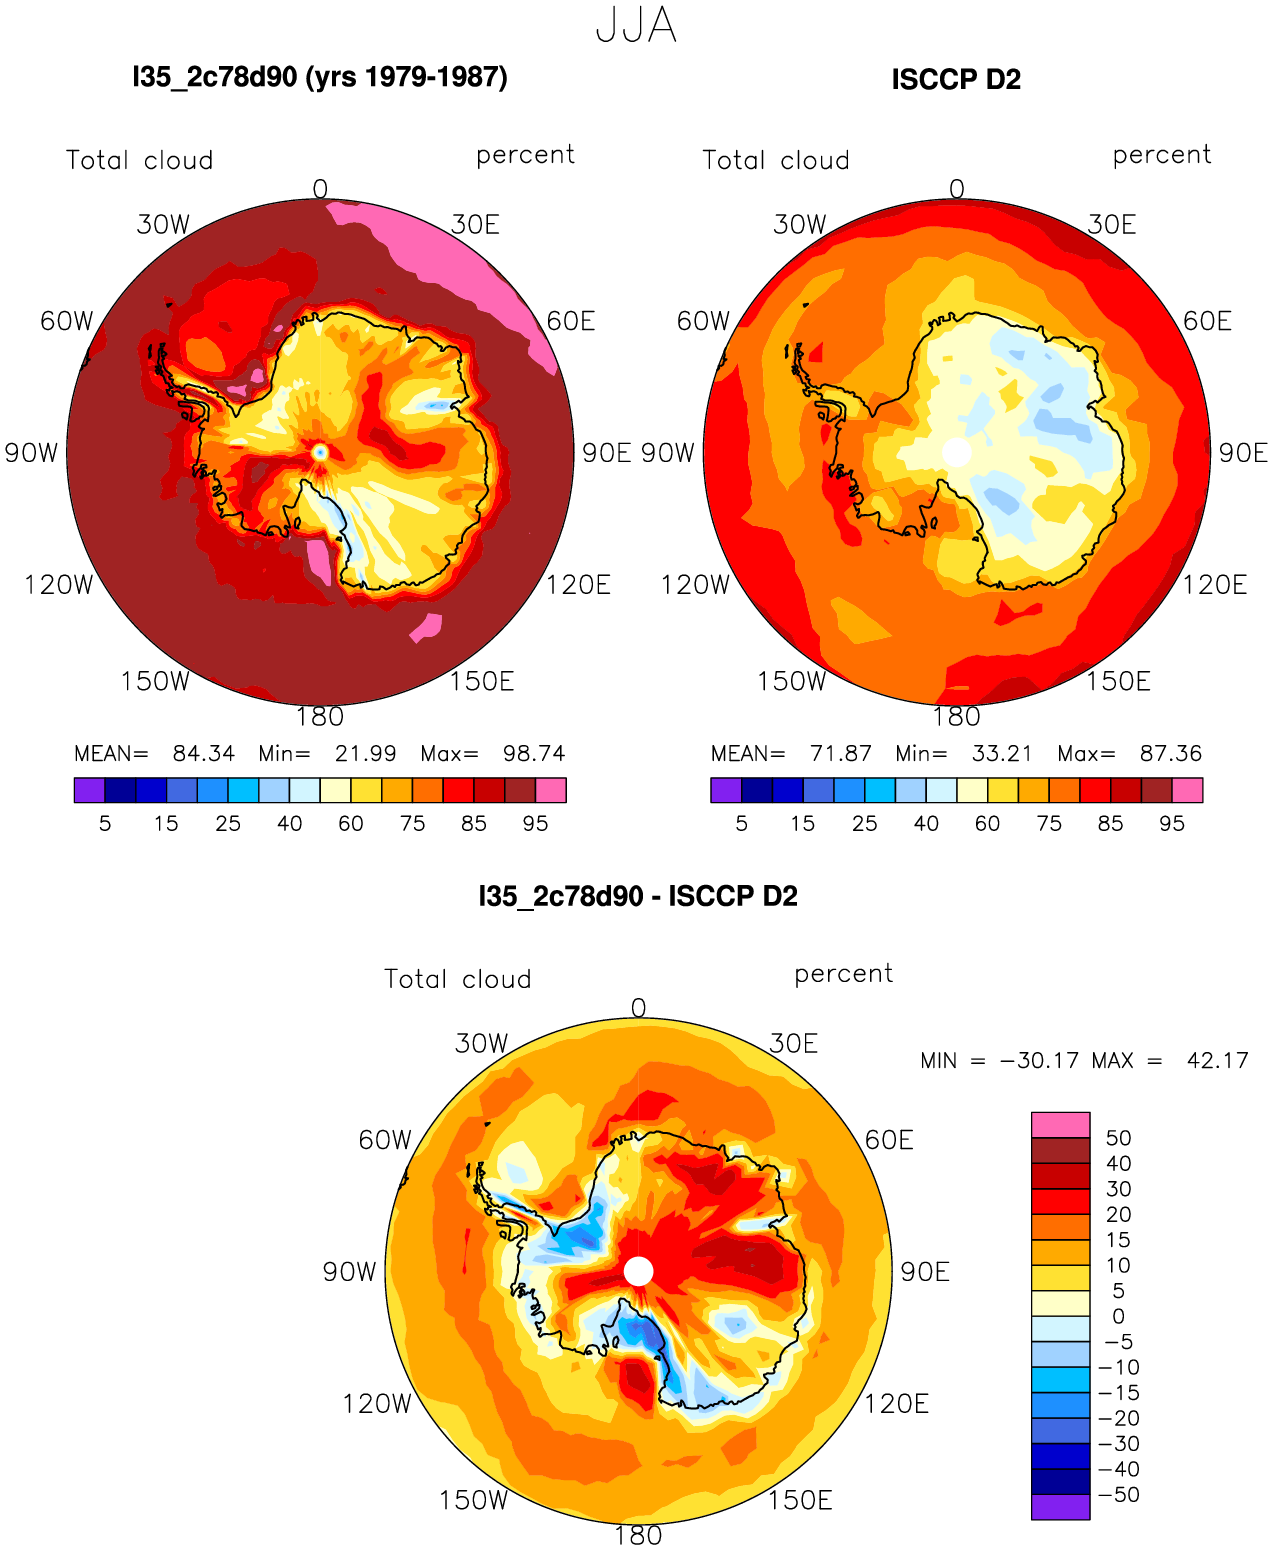 JJA
I35_2c78d90 (yrs 1979-1987)
ISCCP D2
Total cloud percent
Total cloud percent
0
30W 30E
60W 60E
90W 90E
120W 120E
150W 150E
180
0
30W 30E
60W 60E
90W 90E
120W 120E
150W 150E
180
MEAN= 84.34 Min= 21.99 Max= 98.74
5 15 25 40 60 75 85 95
MEAN= 71.87 Min= 33.21 Max= 87.36
5 15 25 40 60 75 85 95
I35_2c78d90 - ISCCP D2
Total cloud percent
0
30W 30E
60W 60E
90W 90E
120W 120E
150W 150E
180
MIN = -30.17 MAX = 42.17
50
40
30
20
15
10
5
0
-5
-10
-15
-20
-30
-40
-50